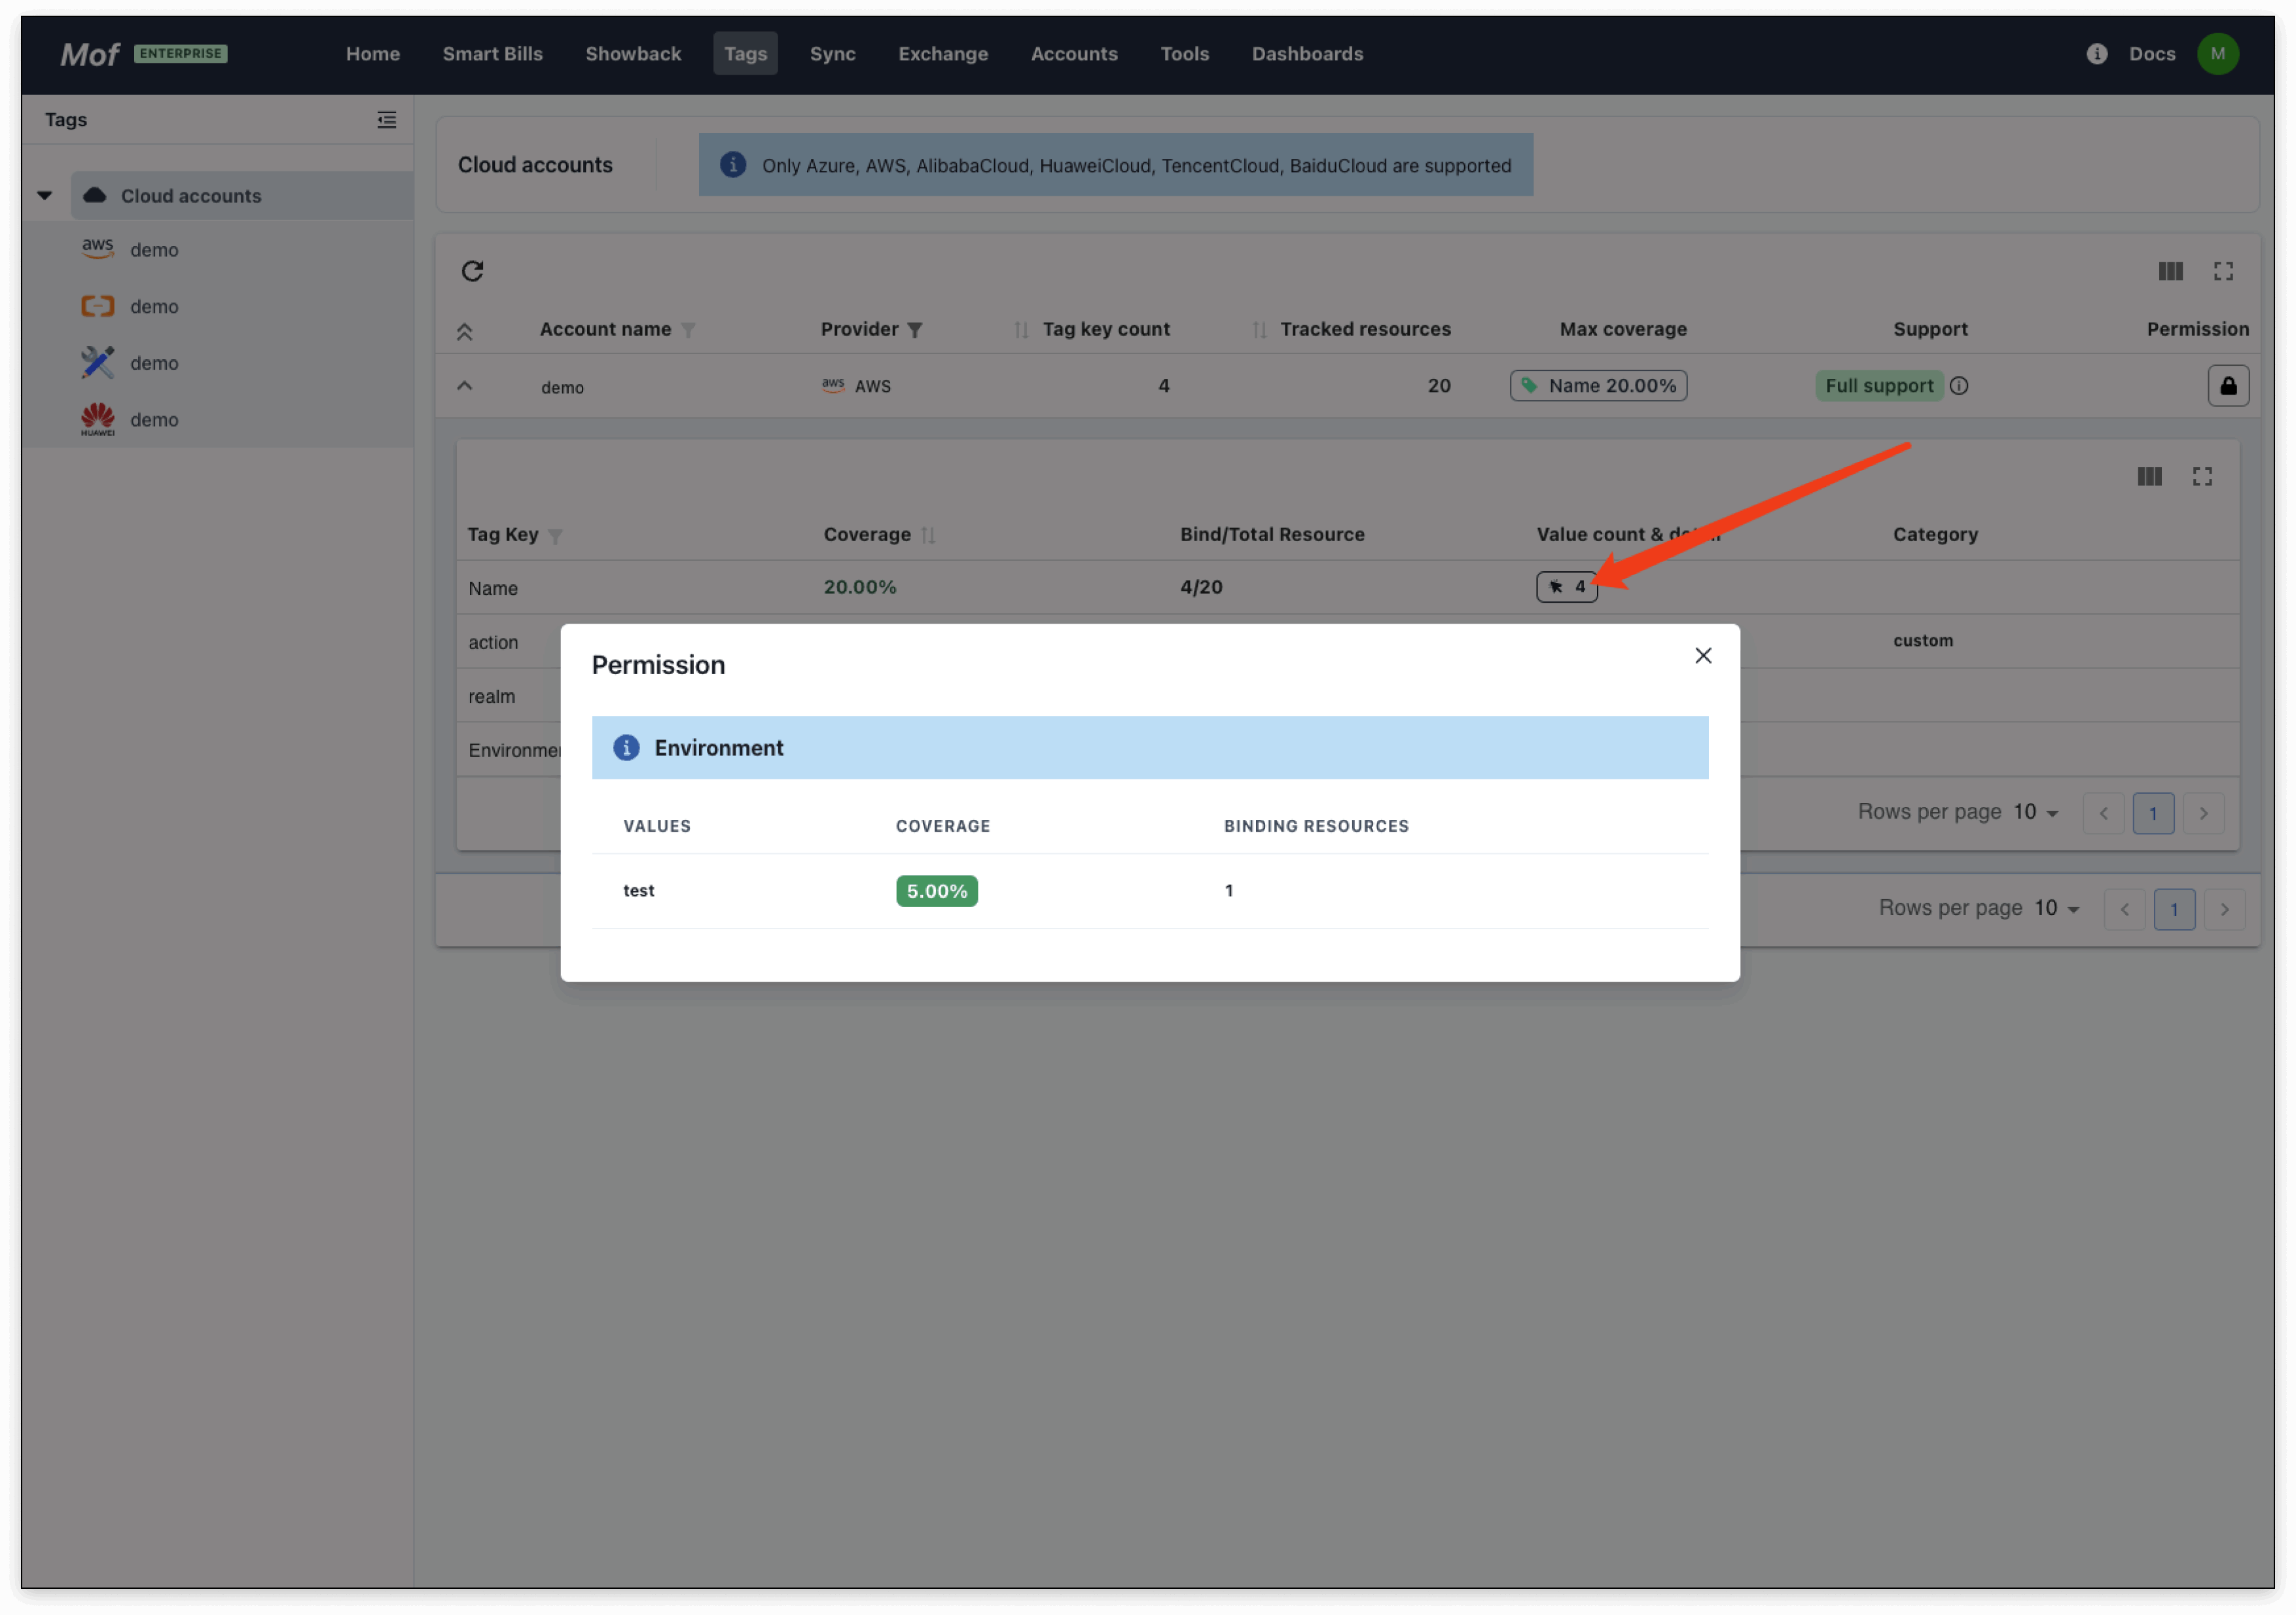 Mof ENTERPRISE Home Smart Bills Showback Tags Sync Exchange Accounts Tools Dashboards Docs M
Tags
Cloud accounts
aws demo
demo
demo
HUAWEI demo
Cloud accounts
Only Azure, AWS, AlibabaCloud, HuaweiCloud, TencentCloud, BaiduCloud are supported
Account name Provider Tag key count Tracked resources Max coverage Support Permission
demo aws AWS 4 20 Name 20.00% Full support
Tag Key Coverage Bind/Total Resource Value count & Category
Name 20.00% 4/20 4
action custom
realm
Rows per page 10 1
Rows per page 10 1
Permission
Environment
VALUES COVERAGE BINDING RESOURCES
test 5.00% 1